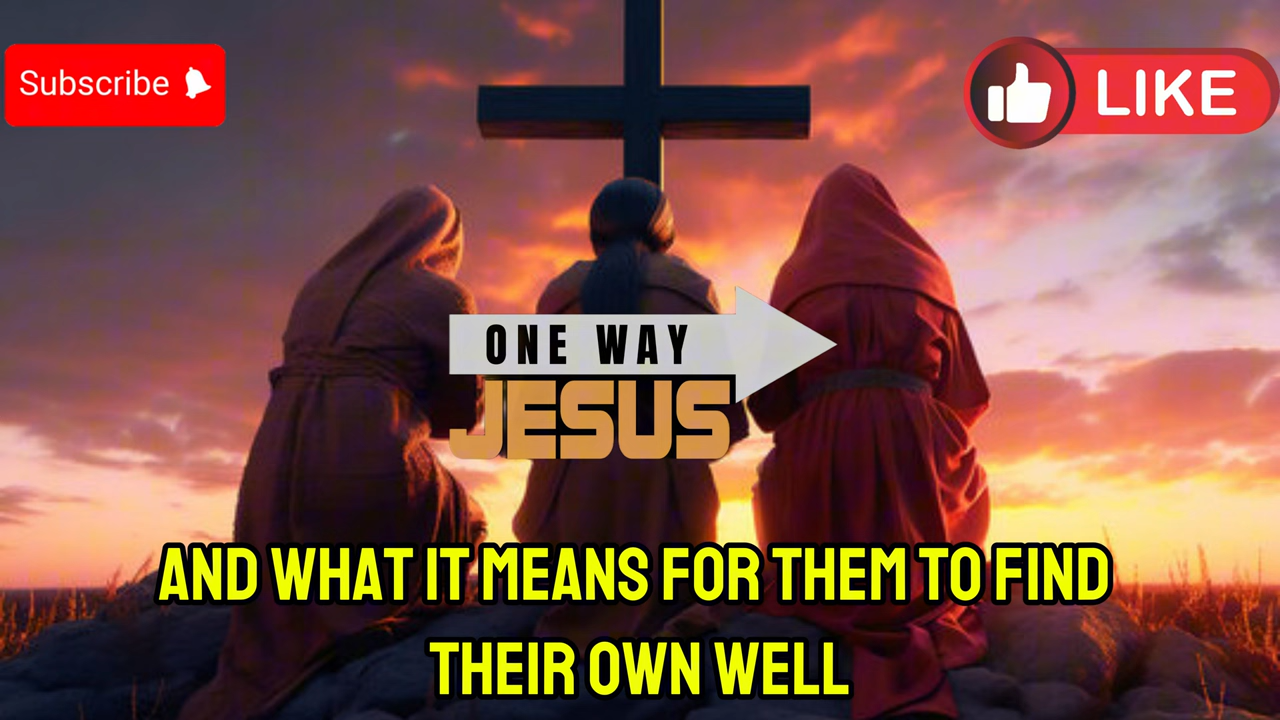 Subscribe
LIKE
ONE WAY
JESUS
AND WHAT IT MEANS FOR THEM TO FIND
THEIR OWN WELL